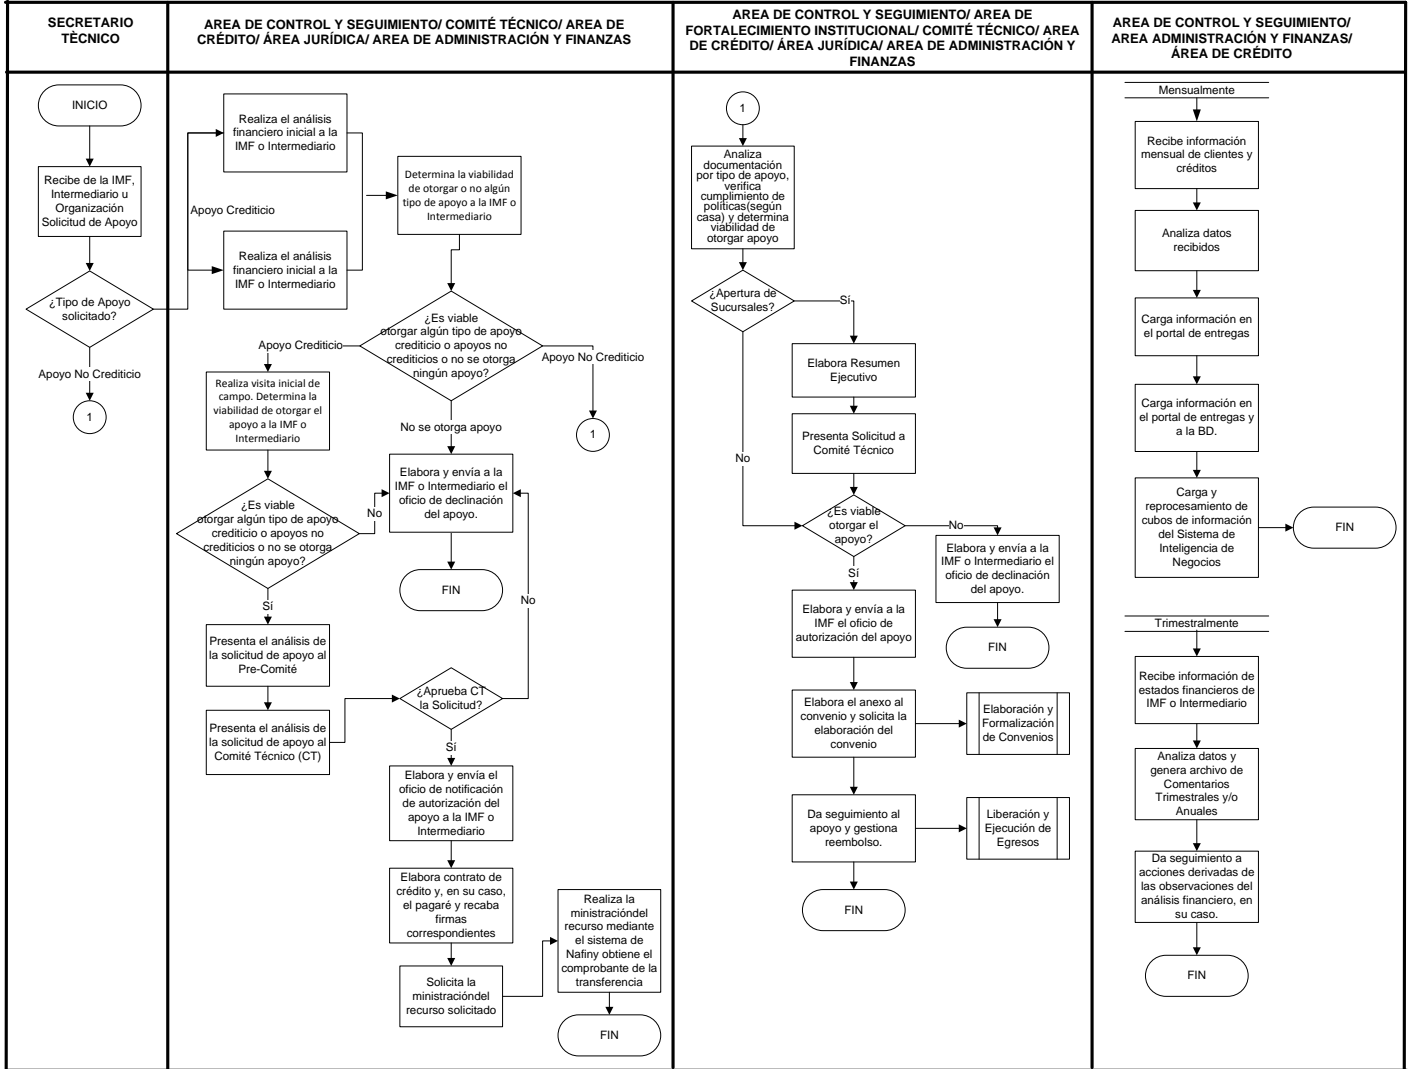 SECRETARIO
TÈCNICO
AREA DE CONTROL Y SEGUIMIENTO/ COMITÉ TÉCNICO/ AREA DE
CRÉDITO/ ÁREA JURÍDICA/ AREA DE ADMINISTRACIÓN Y FINANZAS
AREA DE CONTROL Y SEGUIMIENTO/ AREA DE
FORTALECIMIENTO INSTITUCIONAL/ COMITÉ TÉCNICO/ AREA
DE CRÉDITO/ ÁREA JURÍDICA/ AREA DE ADMINISTRACIÓN Y
FINANZAS
AREA DE CONTROL Y SEGUIMIENTO/
AREA ADMINISTRACIÓN Y FINANZAS/
ÁREA DE CRÉDITO
INICIO
Recibe de la IMF,
Intermediario u
Organización
Solicitud de Apoyo
¿Tipo de Apoyo
solicitado?
Apoyo No Crediticio
1
Apoyo Crediticio
Realiza el análisis
financiero inicial a la
IMF o Intermediario
Realiza el análisis
financiero inicial a la
IMF o Intermediario
Determina la viabilidad
de otorgar o no algún
tipo de apoyo a la IMF o
Intermediario
¿Es viable
otorgar algún tipo de apoyo
crediticio o apoyos no
crediticios o no se otorga
ningún apoyo?
Apoyo Crediticio
Apoyo No Crediticio
1
No se otorga apoyo
Realiza visita inicial de
campo. Determina la
viabilidad de otorgar el
apoyo a la IMF o
Intermediario
¿Es viable
otorgar algún tipo de apoyo
crediticio o apoyos no
crediticios o no se otorga
ningún apoyo?
No
Elabora y envía a la
IMF o Intermediario el
oficio de declinación
del apoyo.
FIN
Sí
Presenta el análisis de
la solicitud de apoyo al
Pre-Comité
Presenta el análisis de
la solicitud de apoyo al
Comité Técnico (CT)
¿Aprueba CT
la Solicitud?
No
Sí
Elabora y envía el
oficio de notificación
de autorización del
apoyo a la IMF o
Intermediario
Elabora contrato de
crédito y, en su caso,
el pagaré y recaba
firmas
correspondientes
Solicita la
ministracióndel
recurso solicitado
Realiza la
ministracióndel
recurso mediante
el sistema de
Nafiny obtiene el
comprobante de la
transferencia
FIN
1
Analiza
documentación
por tipo de apoyo,
verifica
cumplimiento de
políticas(según
casa) y determina
viabilidad de
otorgar apoyo
¿Apertura de
Sucursales?
Sí
No
Elabora Resumen
Ejecutivo
Presenta Solicitud a
Comité Técnico
¿Es viable
otorgar el
apoyo?
No
Elabora y envía a la
IMF o Intermediario el
oficio de declinación
del apoyo.
FIN
Sí
Elabora y envía a la
IMF el oficio de
autorización del apoyo
Elabora el anexo al
convenio y solicita la
elaboración del
convenio
Elaboración y
Formalización
de Convenios
Da seguimiento al
apoyo y gestiona
reembolso.
Liberación y
Ejecución de
Egresos
FIN
Mensualmente
Recibe información
mensual de clientes y
créditos
Analiza datos
recibidos
Carga información en
el portal de entregas
Carga información en
el portal de entregas y
a la BD.
Carga y
reprocesamiento de
cubos de información
del Sistema de
Inteligencia de
Negocios
FIN
Trimestralmente
Recibe información de
estados financieros de
IMF o Intermediario
Analiza datos y
genera archivo de
Comentarios
Trimestrales y/o
Anuales
Da seguimiento a
acciones derivadas de
las observaciones del
análisis financiero, en
su caso.
FIN